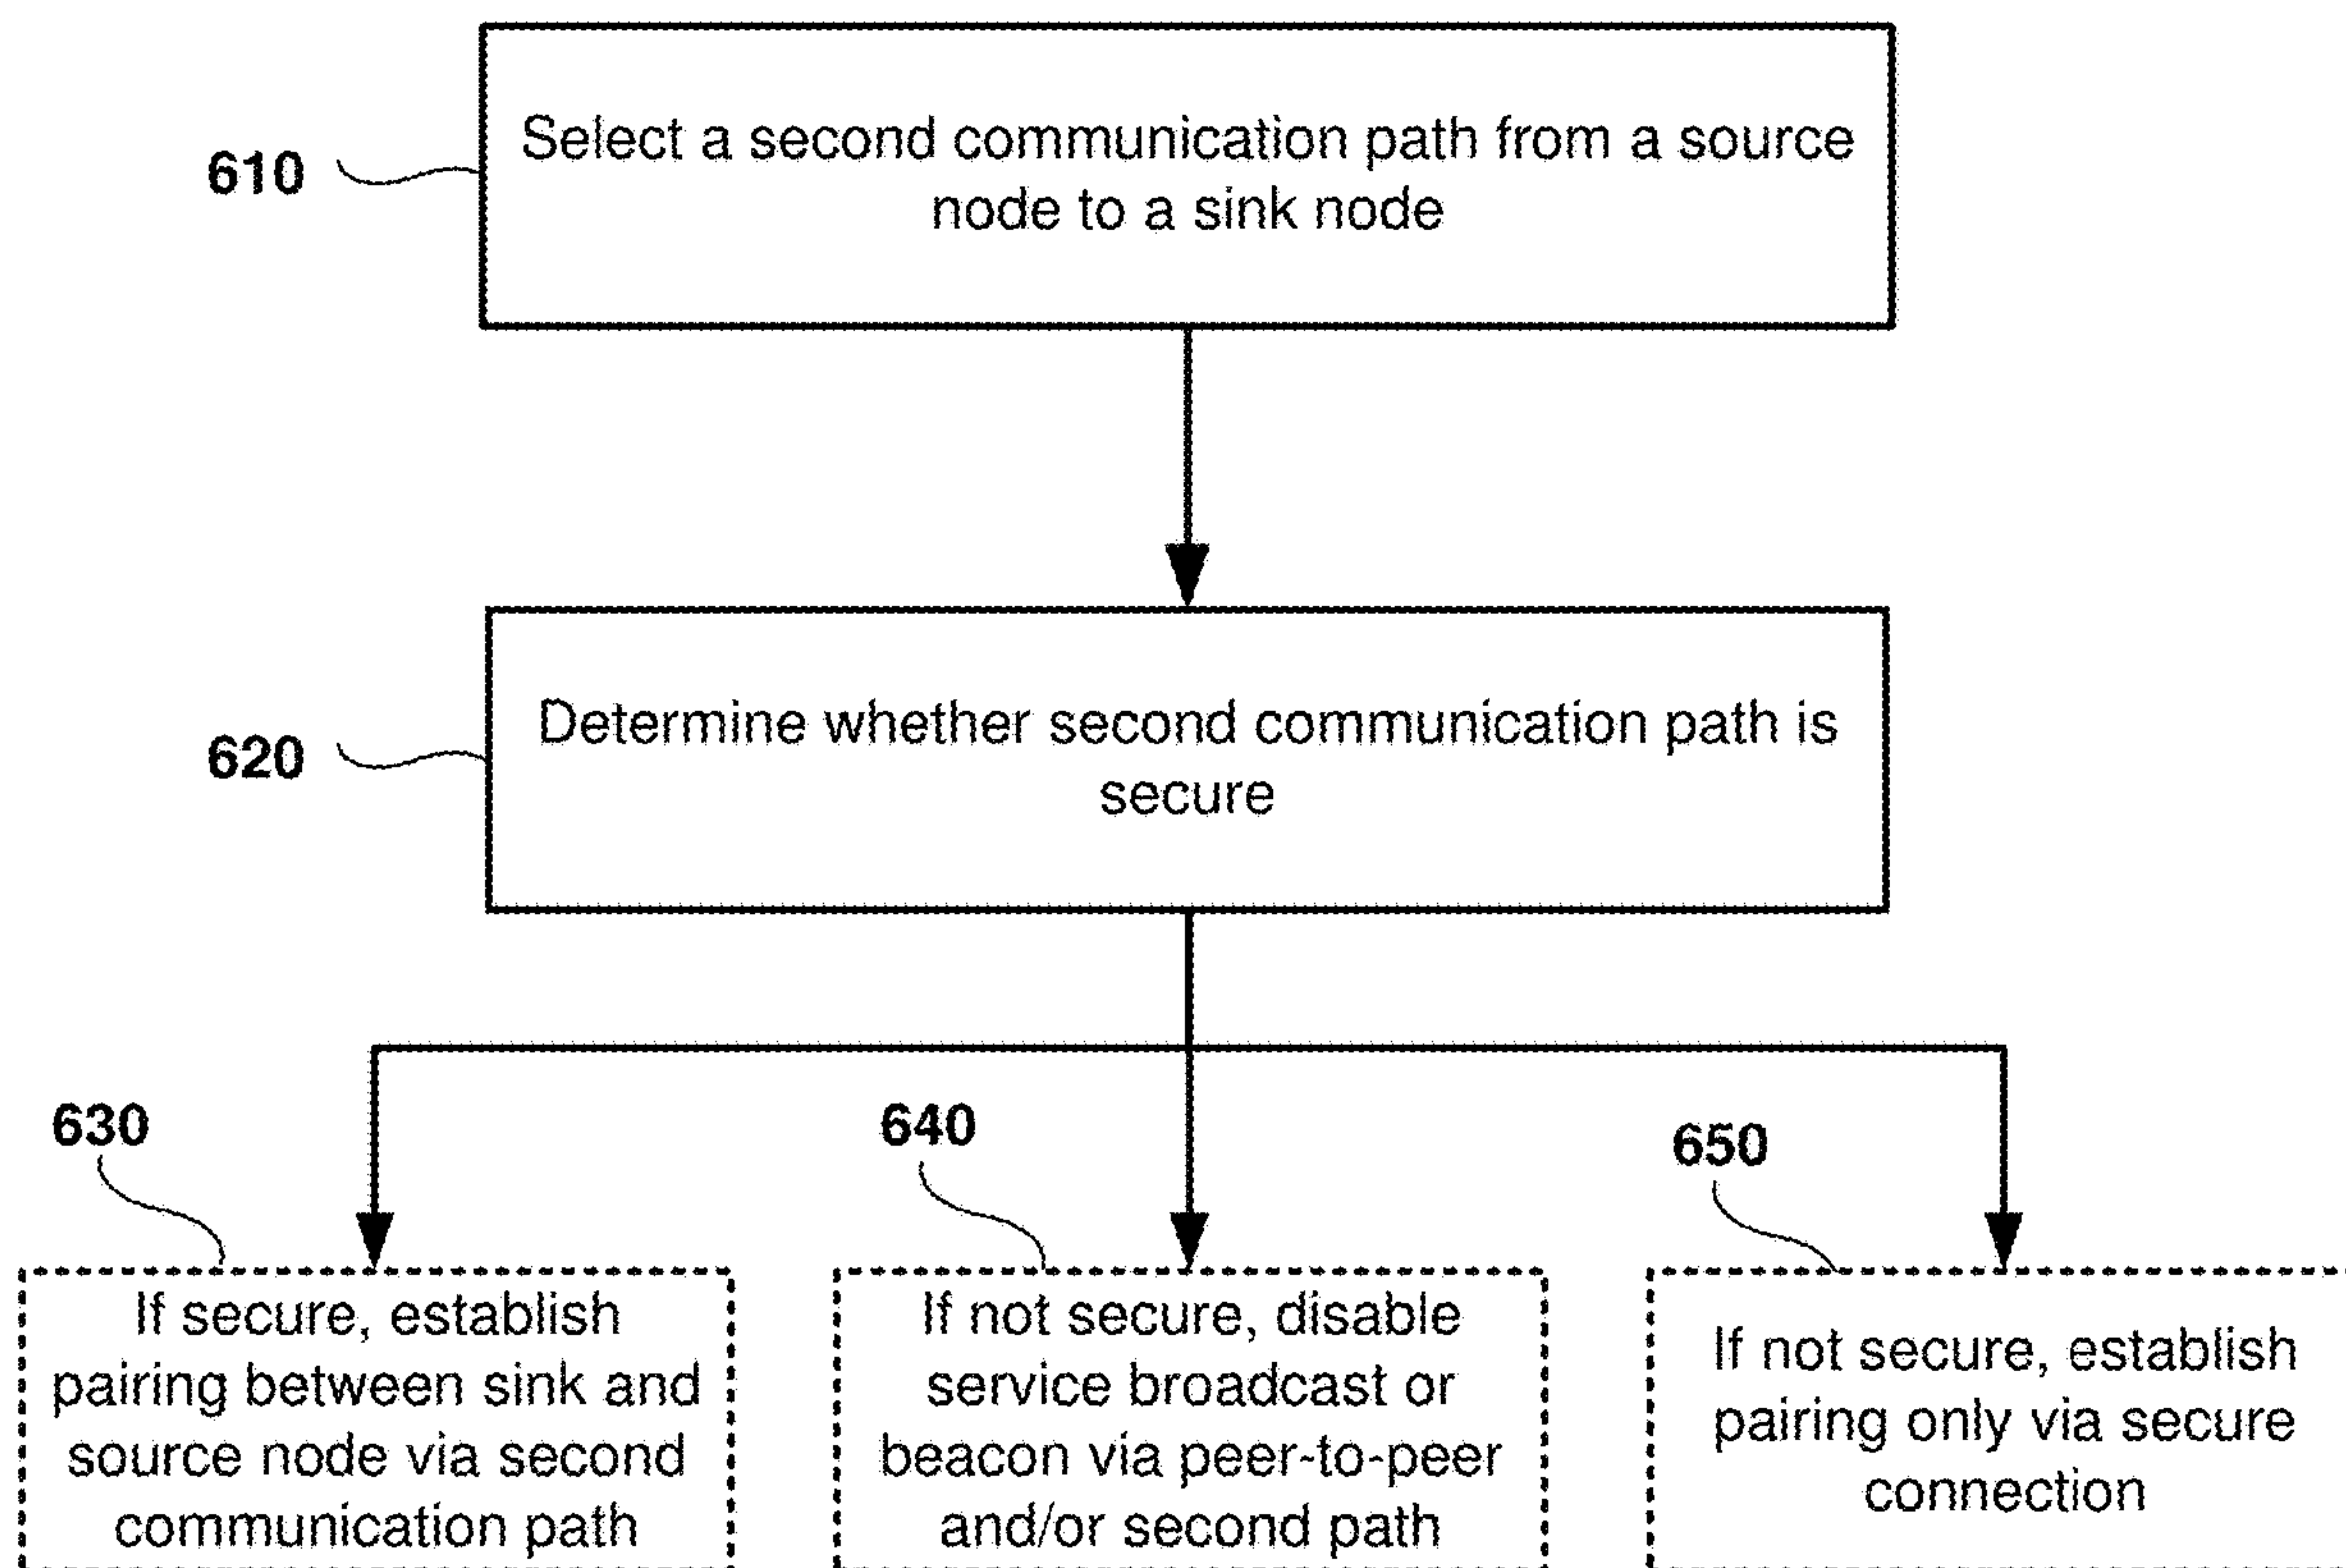 610
Select a second communication path from a source
node to a sink node
620
Determine whether second communication path is
secure
630
If secure, establish
pairing between sink and
source node via second
communication path
640
If not secure, disable
service broadcast or
beacon via peer-to-peer
and/or second path
650
If not secure, establish
pairing only via secure
connection